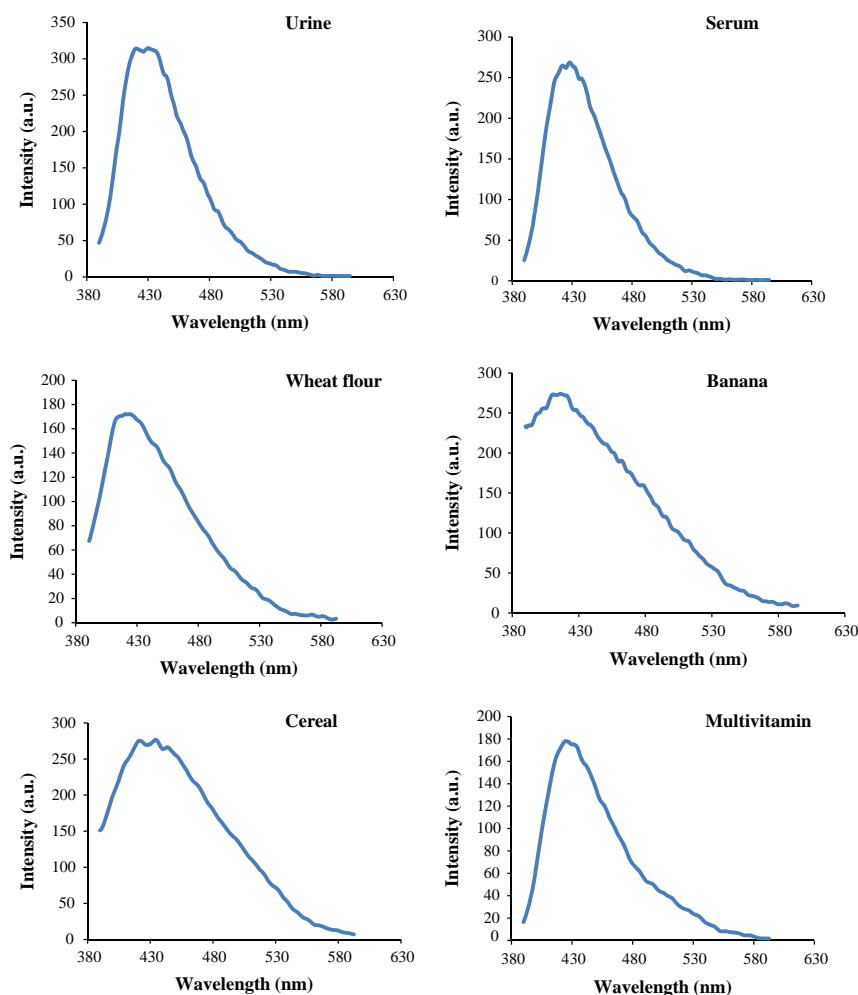 Urine
Intensity (a.u.)
350
300
250
200
150
100
50
0
380 430 480 530 580 630
Wavelength (nm)
Serum
Intensity (a.u.)
300
250
200
150
100
50
0
380 430 480 530 580 630
Wavelength (nm)
Wheat flour
Intensity (a.u.)
200
180
160
140
120
100
80
60
40
20
0
380 430 480 530 580 630
Wavelength (nm)
Banana
Intensity (a.u.)
300
250
200
150
100
50
0
380 430 480 530 580 630
Wavelength (nm)
Cereal
Intensity (a.u.)
300
250
200
150
100
50
0
380 430 480 530 580 630
Wavelength (nm)
Multivitamin
Intensity (a.u.)
200
180
160
140
120
100
80
60
40
20
0
380 430 480 530 580 630
Wavelength (nm)